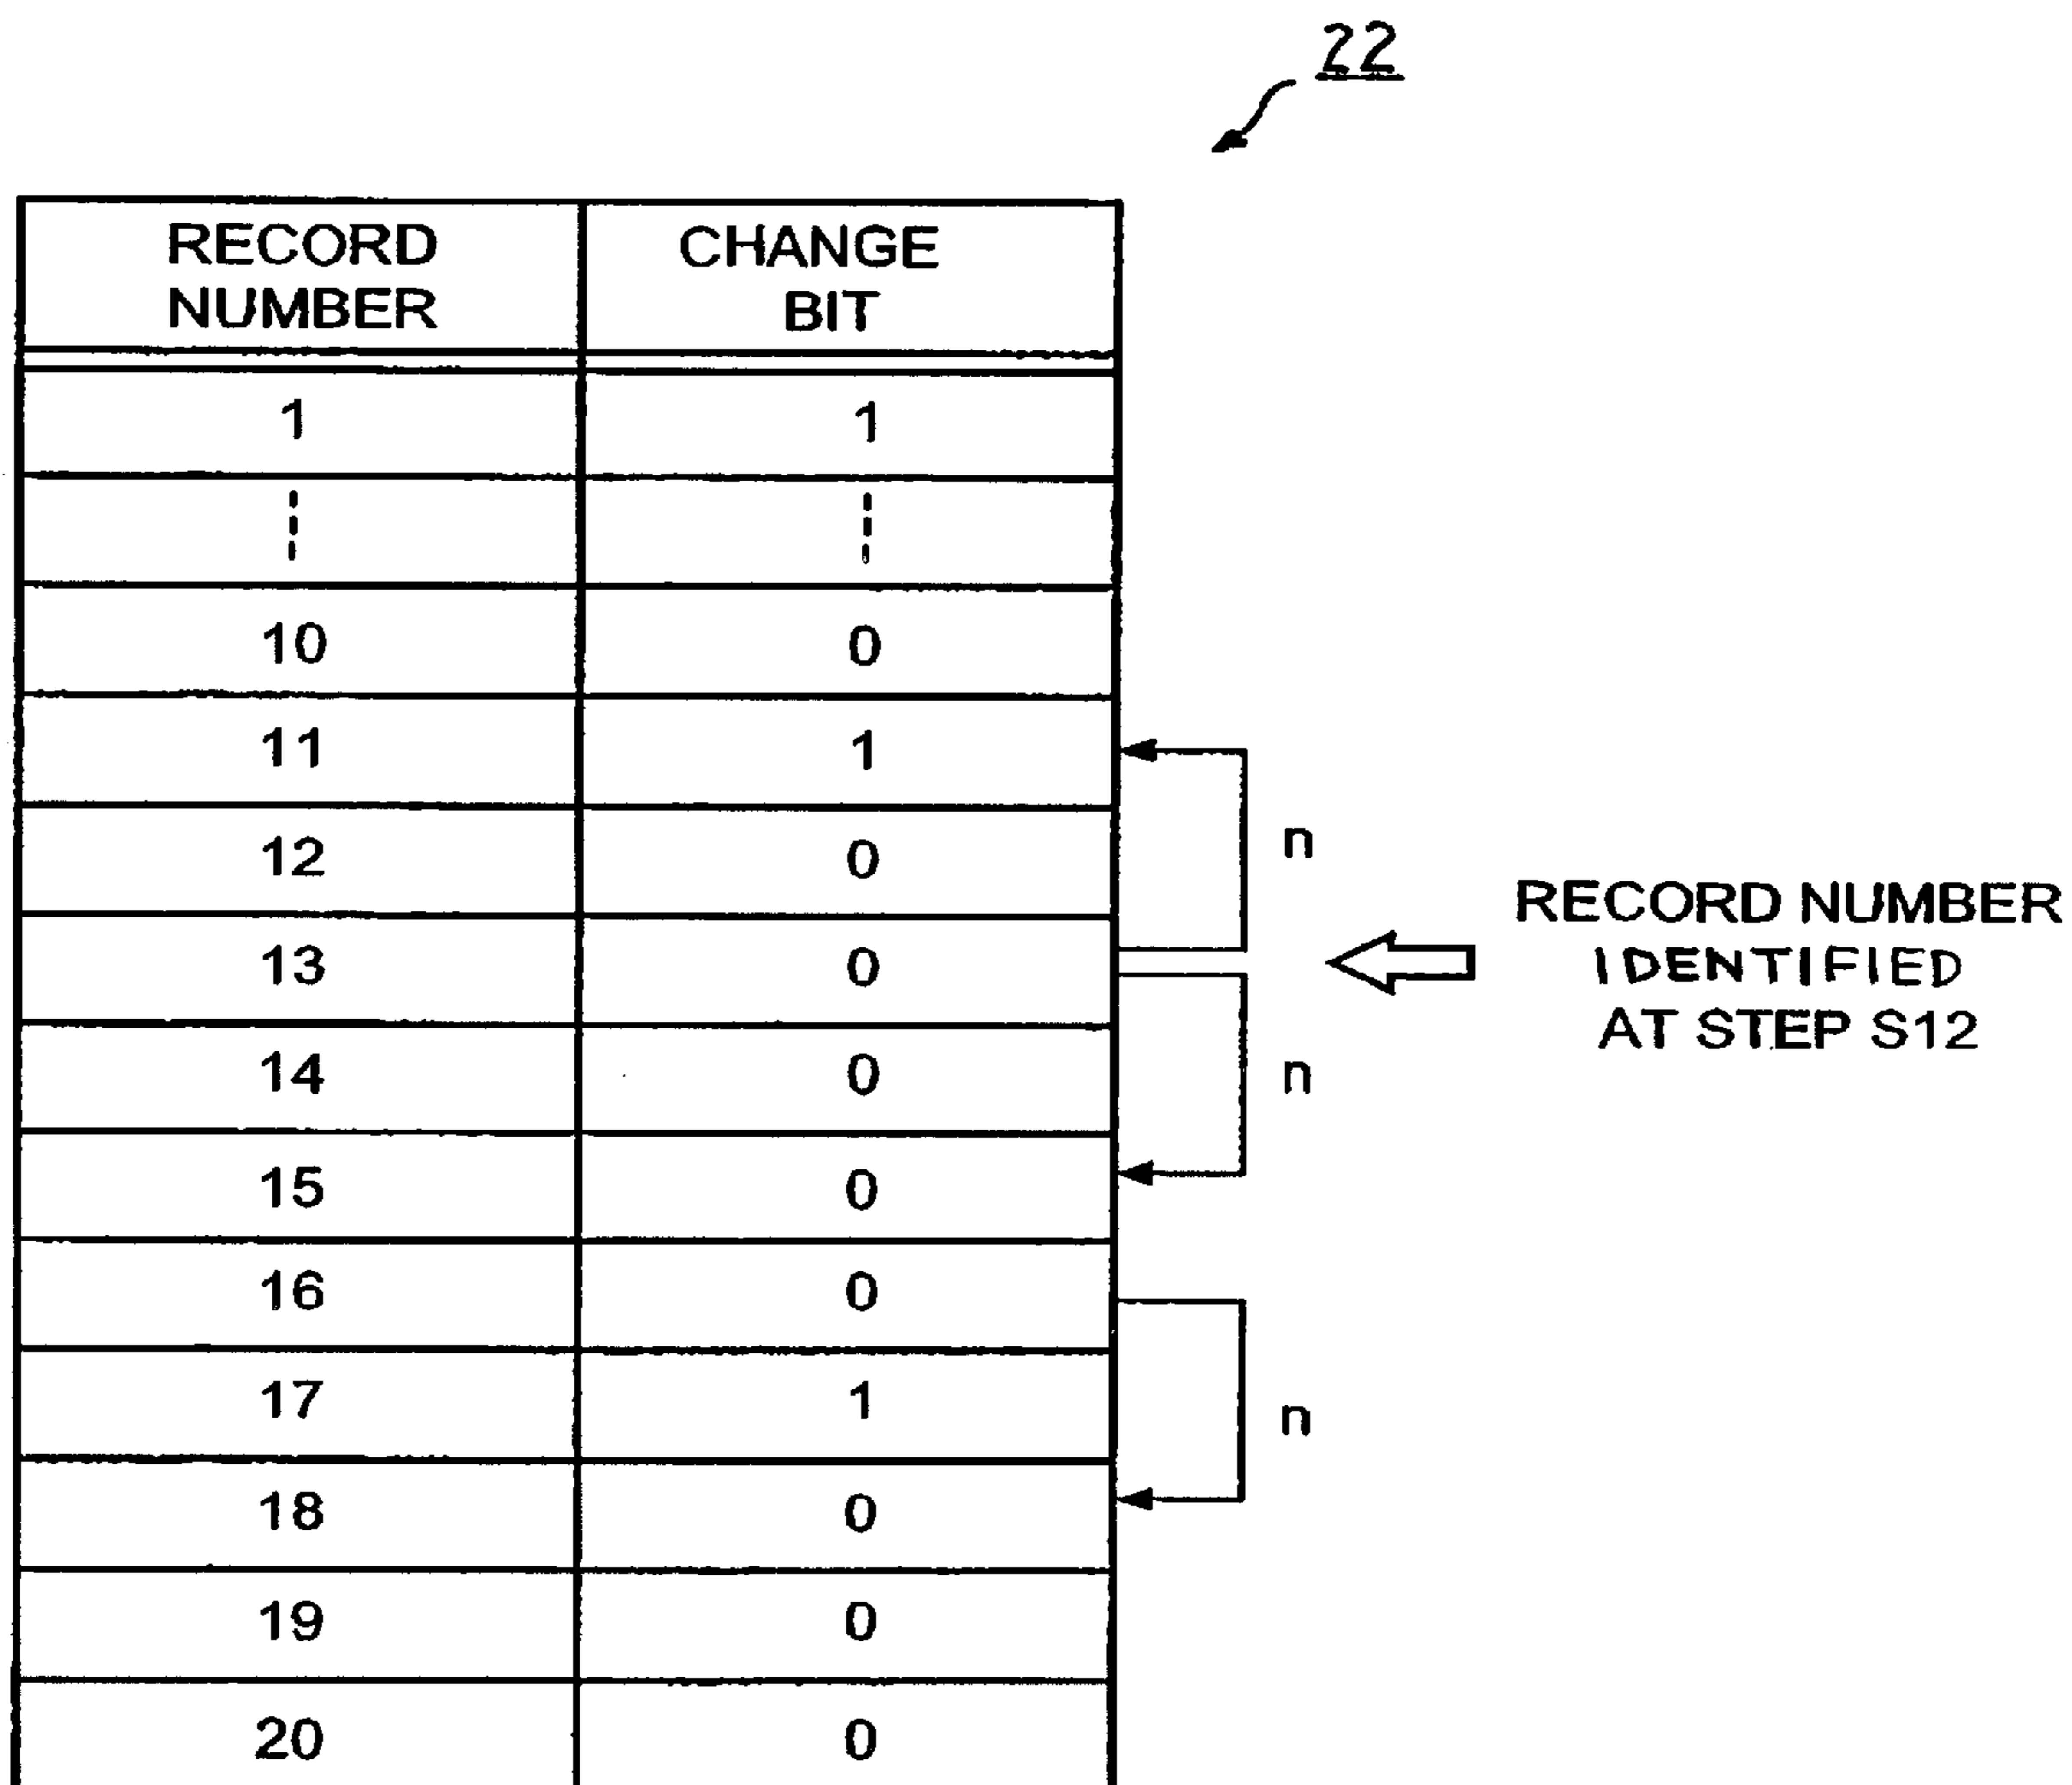 22
RECORD NUMBER CHANGE BIT
1 1
10 0
11 1
12 0
13 0
14 0
15 0
16 0
17 1
18 0
19 0
20 0
n
n
n
RECORD NUMBER
IDENTIFIED
AT STEP S12